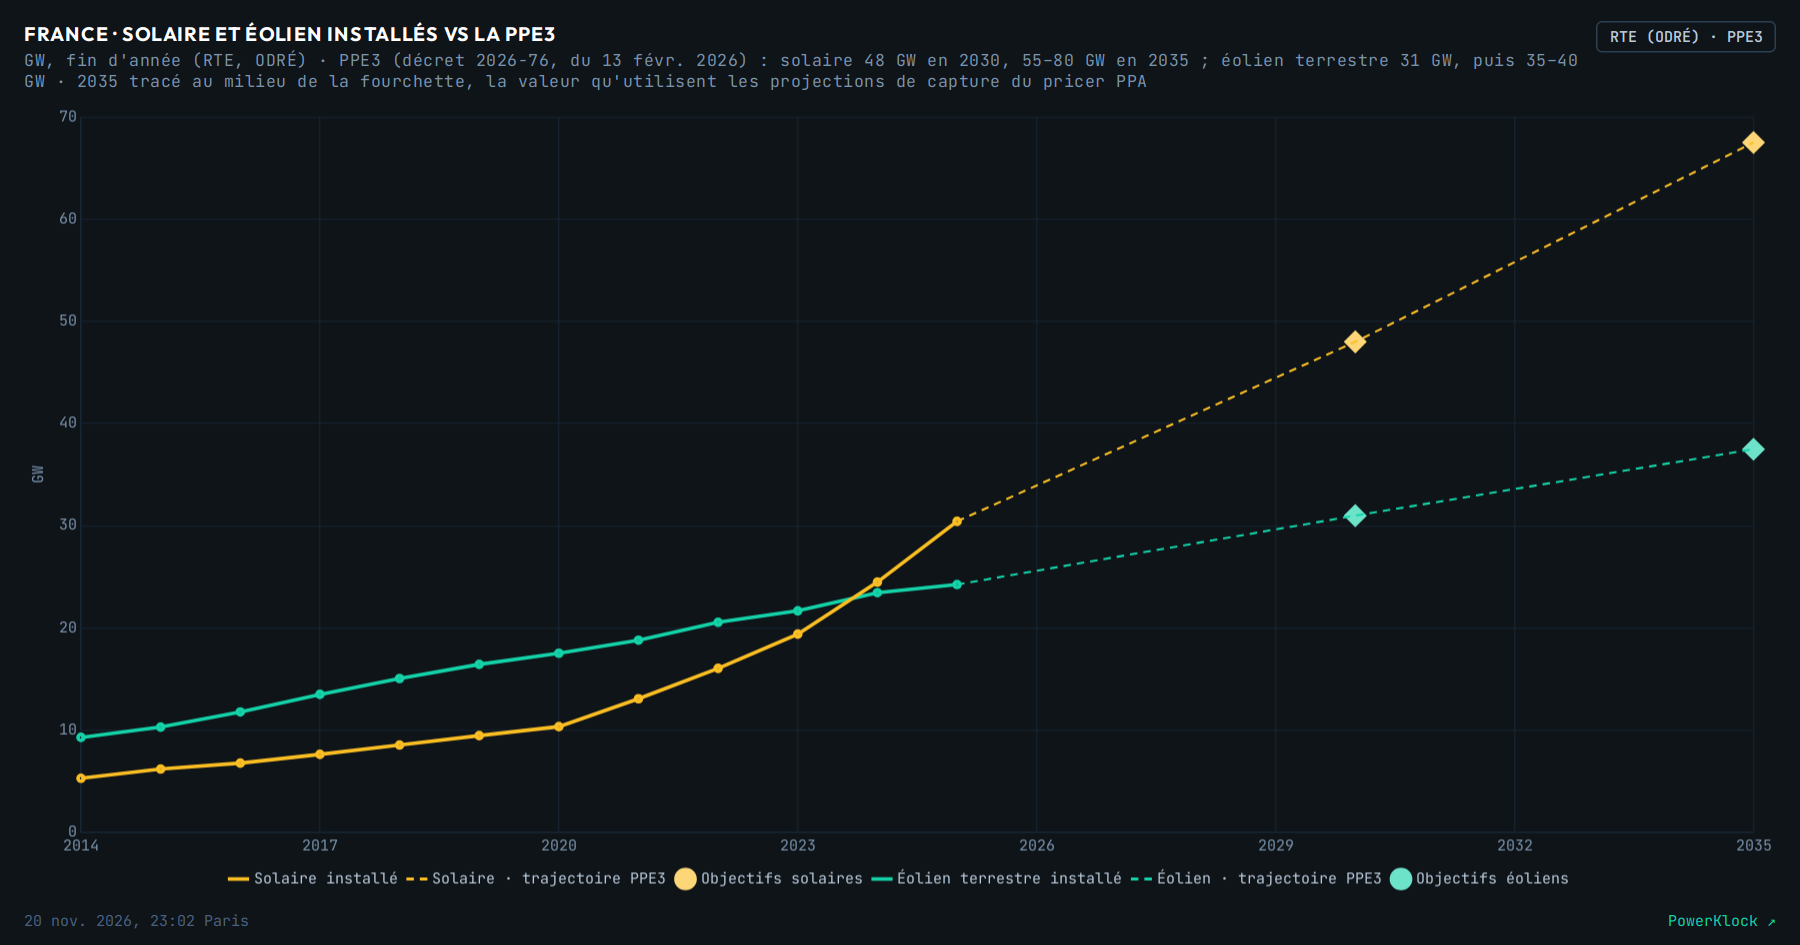 FRANCE · SOLAIRE ET ÉOLIEN INSTALLÉS VS LA PPE3
RTE (ODRÉ) · PPE3
GW, fin d'année (RTE, ODRÉ) · PPE3 (décret 2026-76, du 13 févr. 2026) : solaire 48 GW en 2030, 55–80 GW en 2035 ; éolien terrestre 31 GW, puis 35–40
GW · 2035 tracé au milieu de la fourchette, la valeur qu'utilisent les projections de capture du pricer PPA
70
60
50
40
GW
30
20
10
0
2014 2017 2020 2023 2026 2029 2032 2035
Solaire installé Solaire · trajectoire PPE3 Objectifs solaires Éolien terrestre installé Éolien · trajectoire PPE3 Objectifs éoliens
20 nov. 2026, 23:02 Paris
PowerKlock ↗